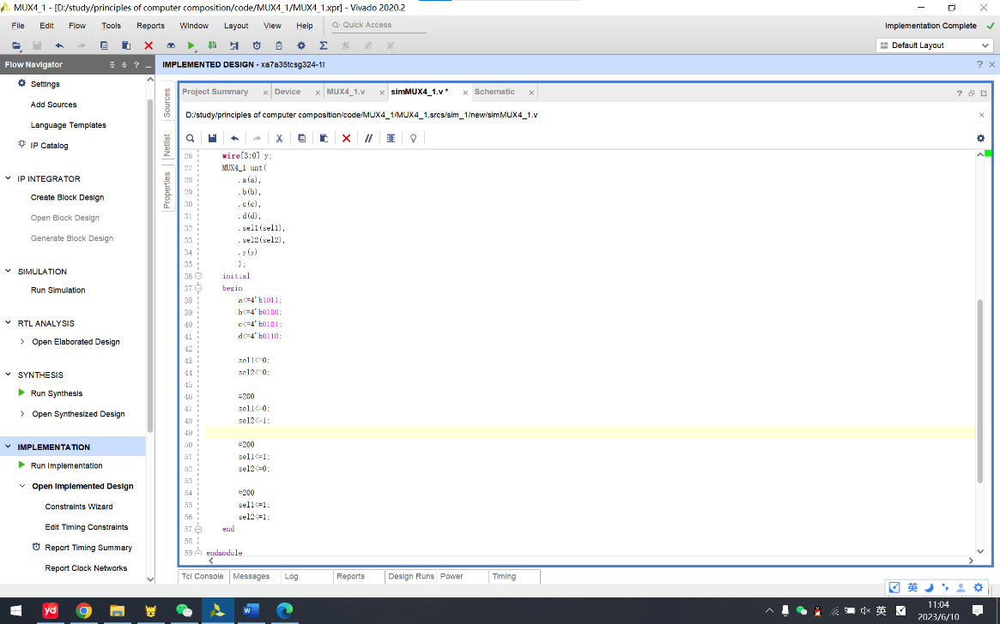 MUX4_1 - [D:/study/principles of computer composition/code/MUX4_1/MUX4_1.xpr] - Vivado 2020.2
File Edit Flow Tools Reports Window Layout View Help Quick Access
Implementation Complete
Default Layout
Flow Navigator
IMPLEMENTED DESIGN - xa7a35tcsg324-1I
Settings
Add Sources
Language Templates
IP Catalog
IP INTEGRATOR
Create Block Design
Open Block Design
Generate Block Design
SIMULATION
Run Simulation
RTL ANALYSIS
Open Elaborated Design
SYNTHESIS
Run Synthesis
Open Synthesized Design
IMPLEMENTATION
Run Implementation
Open Implemented Design
Constraints Wizard
Edit Timing Constraints
Report Timing Summary
Report Clock Networks
Sources
Netlist
Properties
Project Summary Device MUX4_1.v simMUX4_1.v * Schematic
D:/study/principles of computer composition/code/MUX4_1/MUX4_1.srcs/sim_1/new/simMUX4_1.v
26 wire[3:0] y;
27 MUX4_1 unt(
28 .a(a),
29 .b(b),
30 .c(c),
31 .d(d),
32 .sel1(sel1),
33 .sel2(sel2),
34 .y(y)
35 );
36 initial
37 begin
38 a<=4'b1011;
39 b<=4'b0100;
40 c<=4'b0101;
41 d<=4'b0110;
42
43 sel1<=0;
44 sel2<=0;
45
46 #200
47 sel1<=0;
48 sel2<=1;
49
50 #200
51 sel1<=1;
52 sel2<=0;
53
54 #200
55 sel1<=1;
56 sel2<=1;
57 end
58
59 endmodule
Tcl Console Messages Log Reports Design Runs Power Timing
英
yd
W
英
11:04
2023/6/10